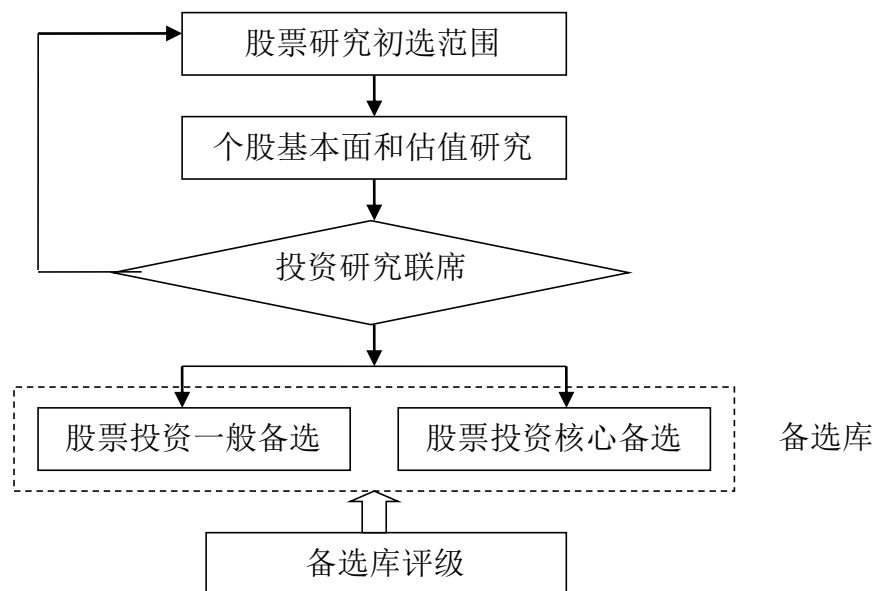 股票研究初选范围
个股基本面和估值研究
投资研究联席
股票投资一般备选
股票投资核心备选
备选库
备选库评级